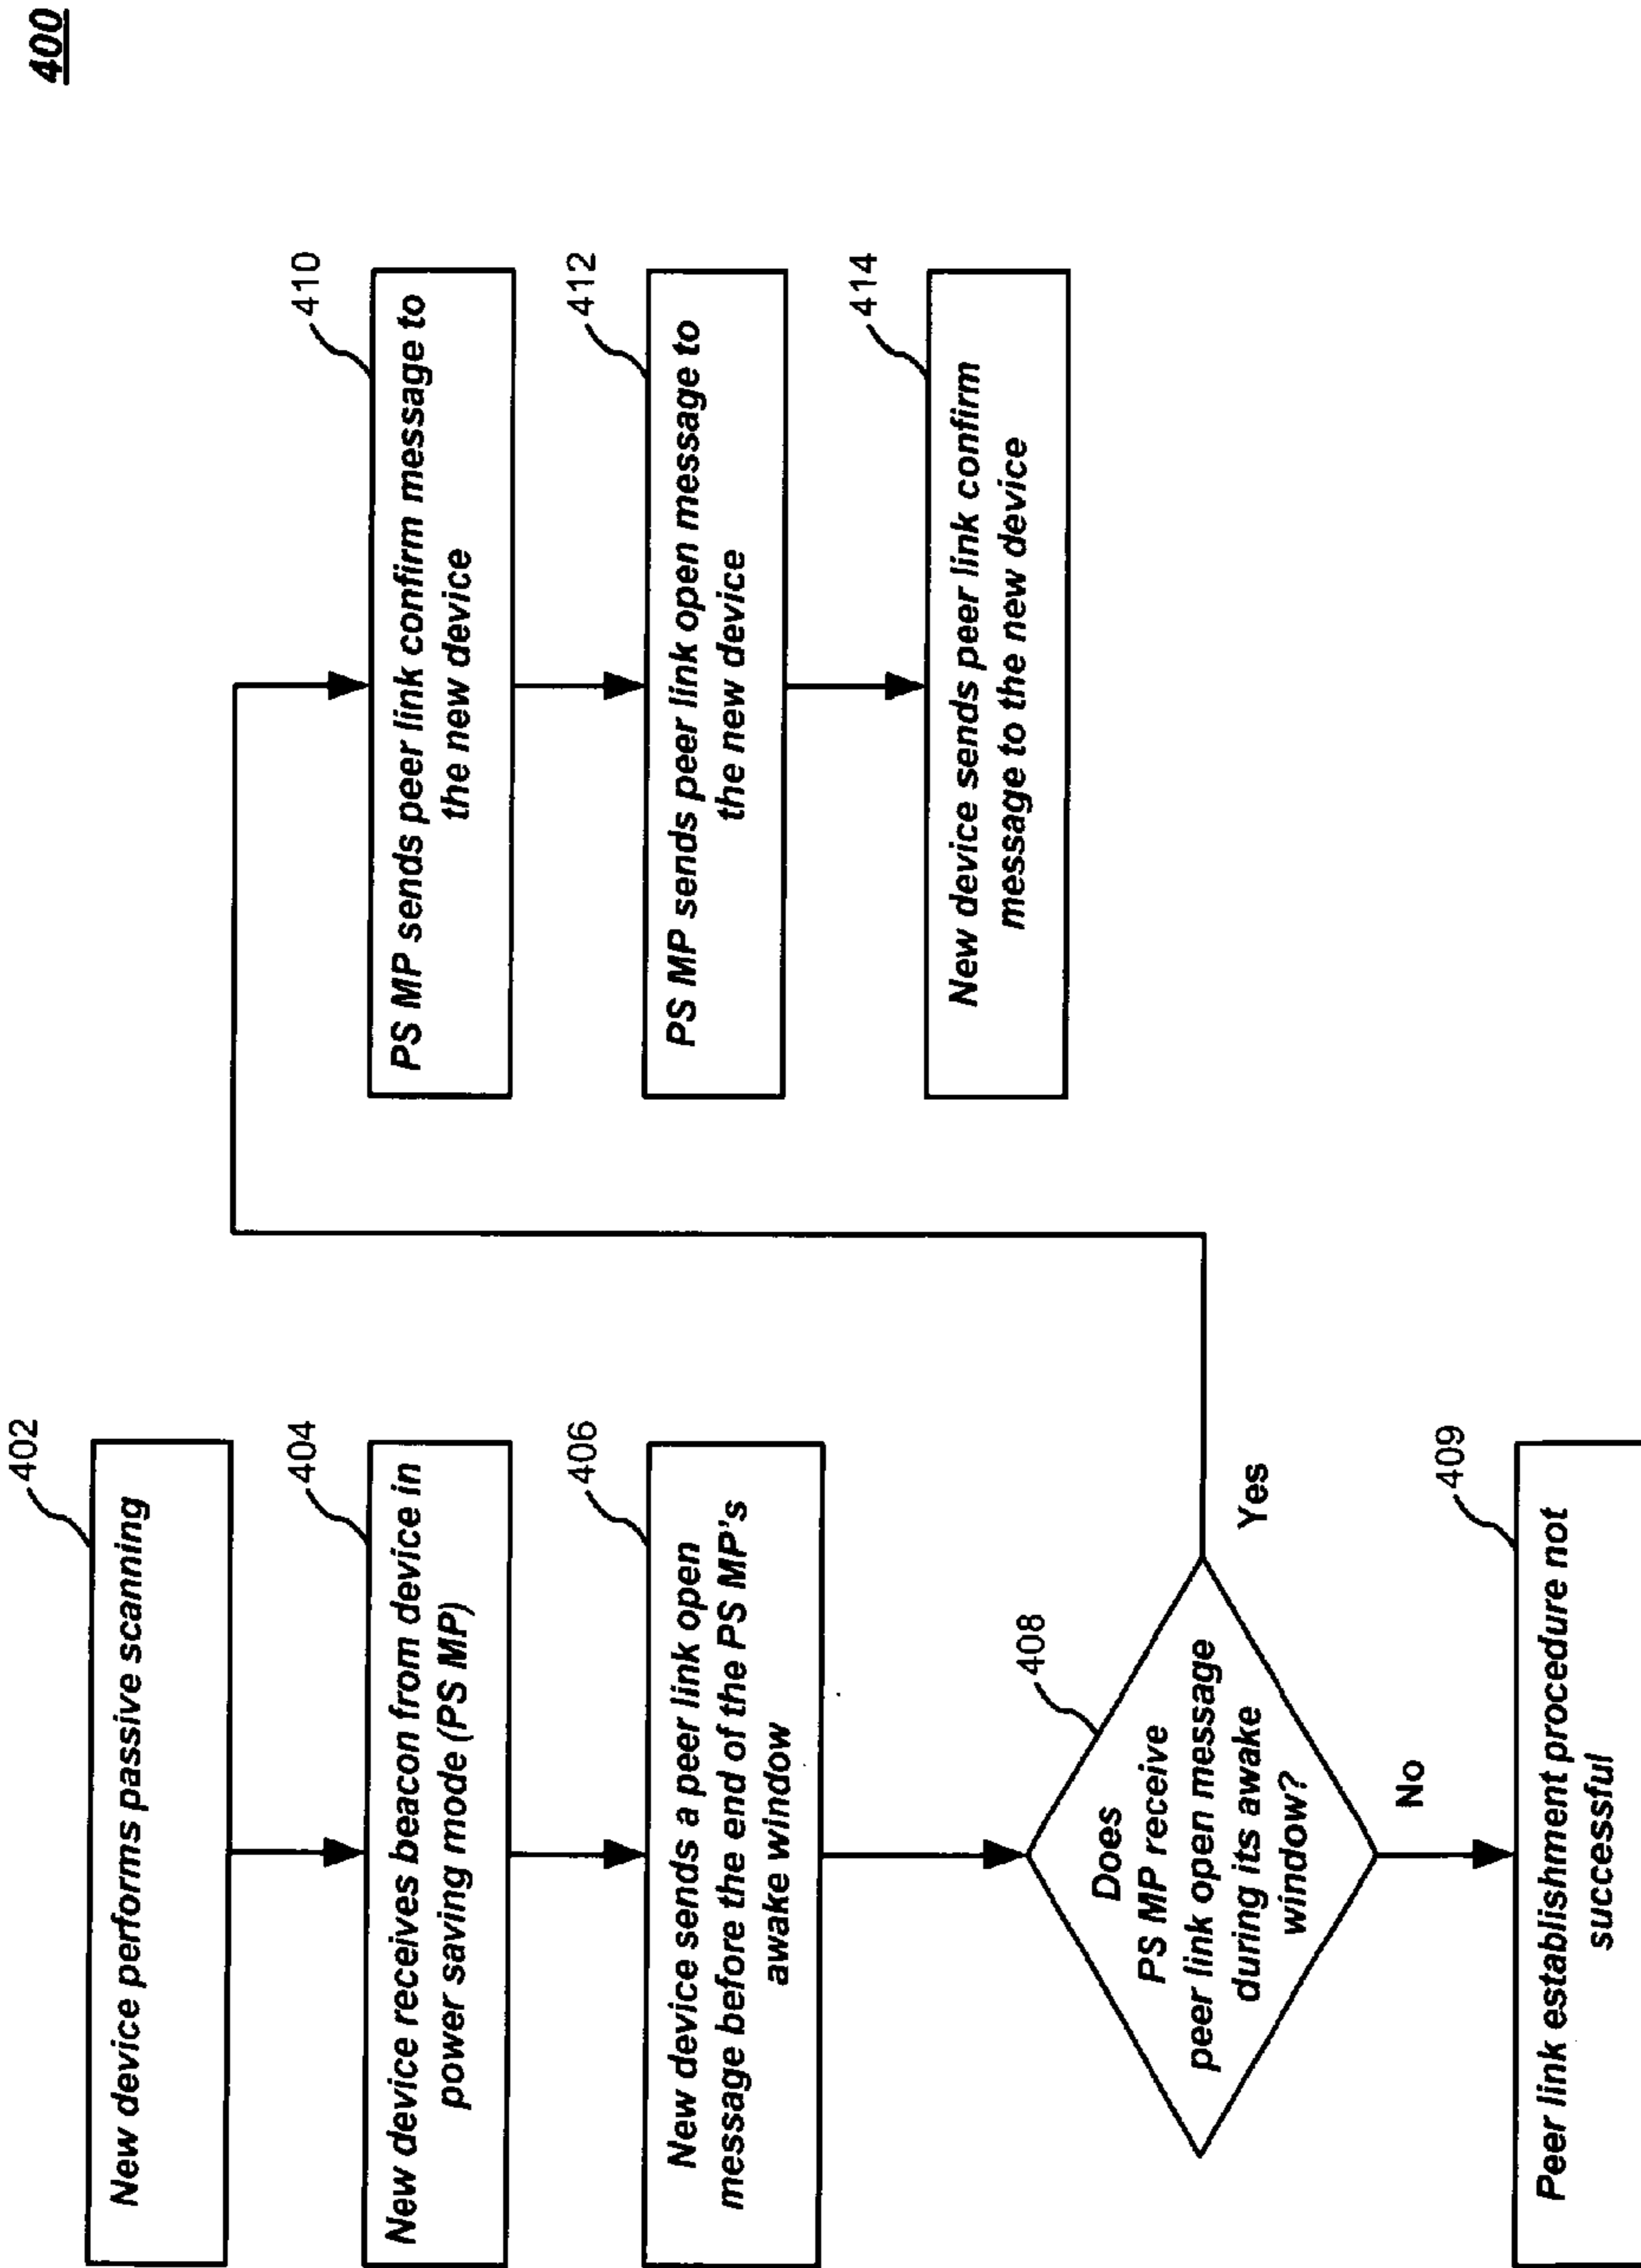 400
402
New device performs passive scanning
404
New device receives beacon from device in
power saving mode (PS MP)
406
New device sends a peer link open
message before the end of the PS MP's
awake window
408
Does
PS MP receive
peer link open message
during its awake
window?
Yes
No
409
Peer link establishment procedure not
successful
410
PS MP sends peer link confirm message to
the new device
412
PS MP sends peer link open message to
the new device
414
New device sends peer link confirm
message to the new device